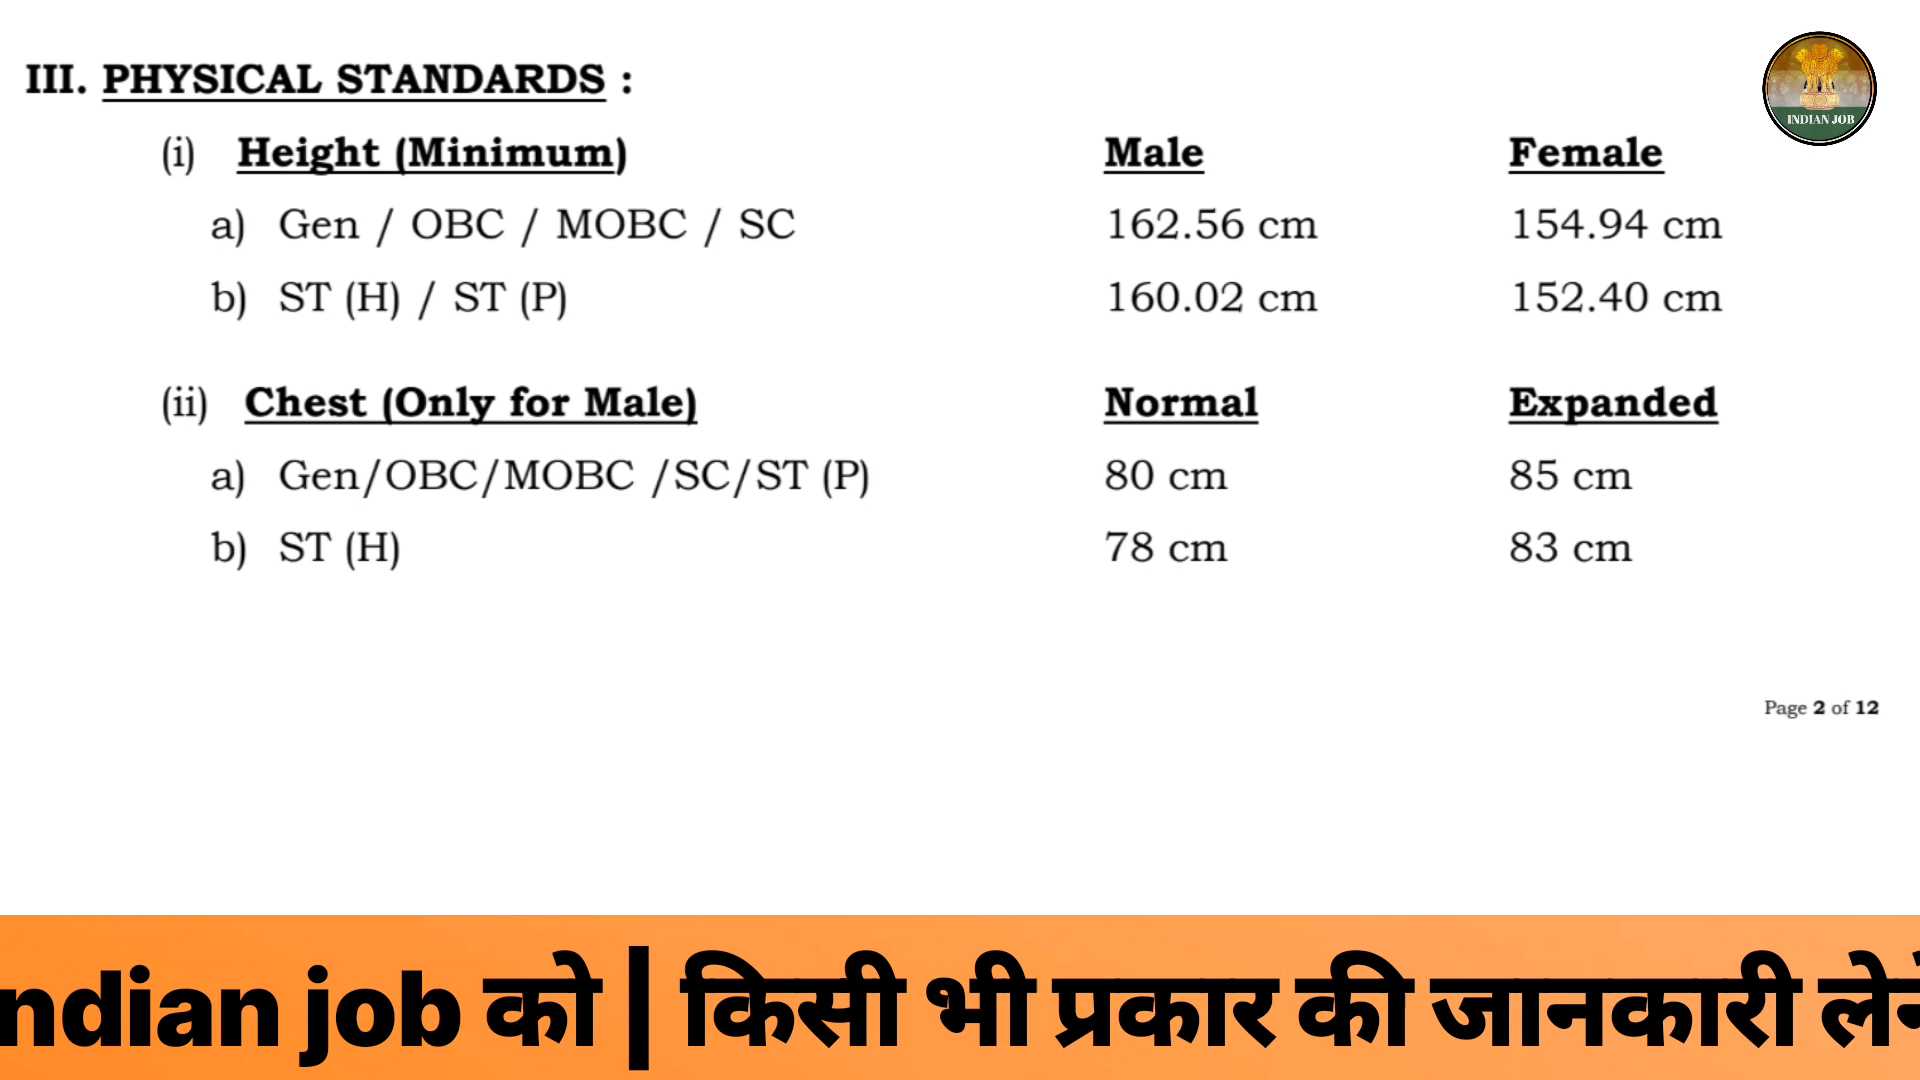 III. PHYSICAL STANDARDS :
INDIAN JOB
(i) Height (Minimum) Male Female
a) Gen / OBC / MOBC / SC 162.56 cm 154.94 cm
b) ST (H) / ST (P) 160.02 cm 152.40 cm
(ii) Chest (Only for Male) Normal Expanded
a) Gen/OBC/MOBC /SC/ST (P) 80 cm 85 cm
b) ST (H) 78 cm 83 cm
Page 2 of 12
ndian job को | किसी भी प्रकार की जानकारी